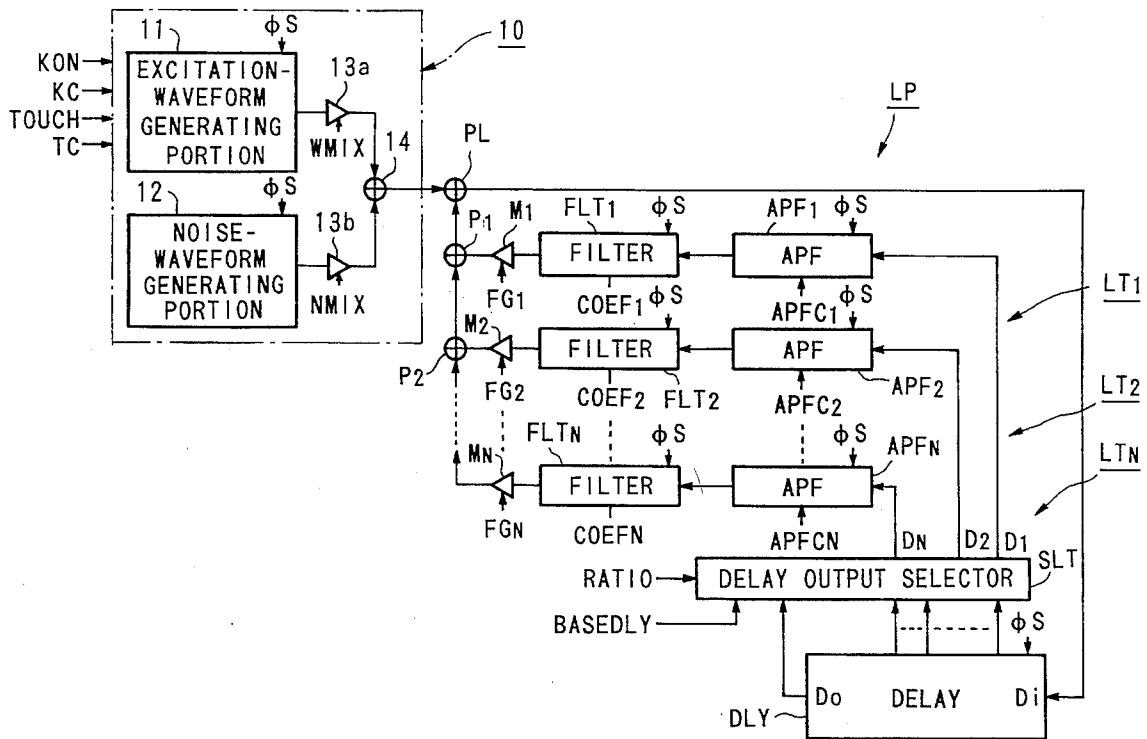 11
ϕS
10
KON
KC
TOUCH
TC
EXCITATION-
WAVEFORM
GENERATING
PORTION
13a
WMIX
14
PL
LP
12
ϕS
NOISE-
WAVEFORM
GENERATING
PORTION
13b
NMIX
P1
M1
FG1
FLT1
ϕS
FILTER
COEF1
APF1
ϕS
APF
APFC1
LT1
P2
M2
FG2
ϕS
FILTER
COEF2
FLT2
ϕS
APF
APFC2
APF2
LT2
MN
FGN
FLTN
ϕS
FILTER
COEFN
ϕS
APF
APFCN
APFN
LTN
DN
D2
D1
RATIO
DELAY OUTPUT SELECTOR
SLT
BASEDLY
ϕS
Do
DELAY
Di
DLY